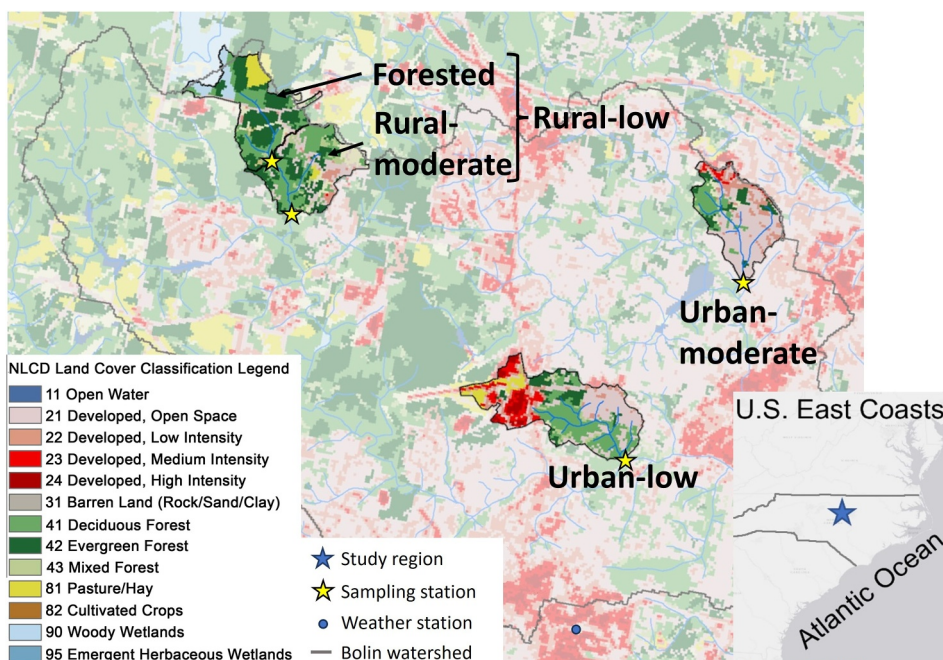 Forested
Rural-
moderate
Rural-low
Urban-
moderate
Urban-low
NLCD Land Cover Classification Legend
11 Open Water
21 Developed, Open Space
22 Developed, Low Intensity
23 Developed, Medium Intensity
24 Developed, High Intensity
31 Barren Land (Rock/Sand/Clay)
41 Deciduous Forest
42 Evergreen Forest
43 Mixed Forest
81 Pasture/Hay
82 Cultivated Crops
90 Woody Wetlands
95 Emergent Herbaceous Wetlands
Study region
Sampling station
Weather station
Bolin watershed
U.S. East Coasts
Atlantic Ocean